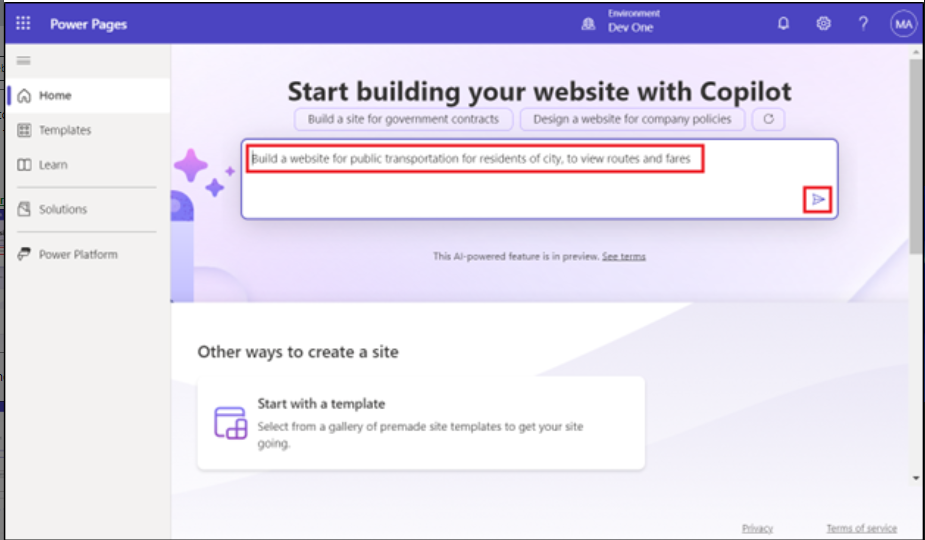 Power Pages
Environment
Dev One
MA
Home
Templates
Learn
Solutions
Power Platform
Start building your website with Copilot
Build a site for government contracts
Design a website for company policies
Build a website for public transportation for residents of city, to view routes and fares
This AI-powered feature is in preview. See terms
Other ways to create a site
Start with a template
Select from a gallery of premade site templates to get your site
going.
Privacy
Terms of service